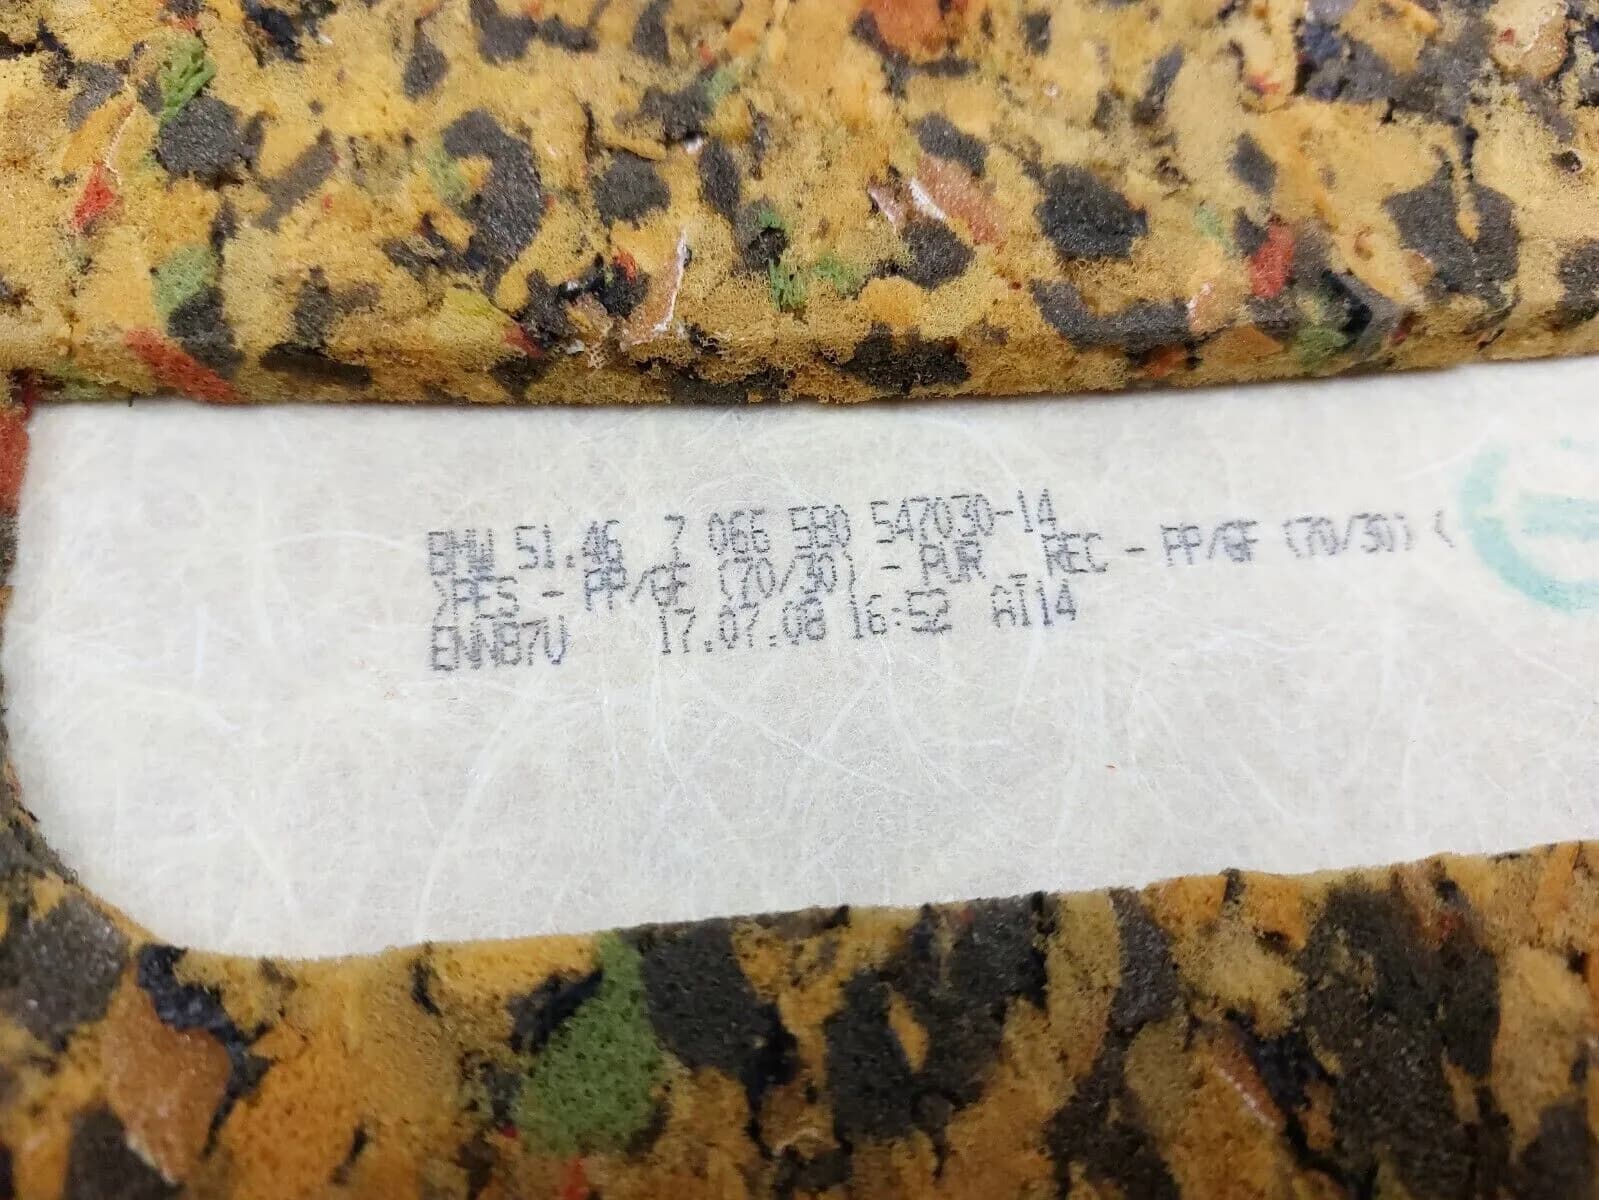 BMW 51.46 7 066 580 547030-14
>PES - PP/GF (70/30) - PUR REC - PP/GF (70/30) <
ENNB7U 17.07.08 16:52 AT14